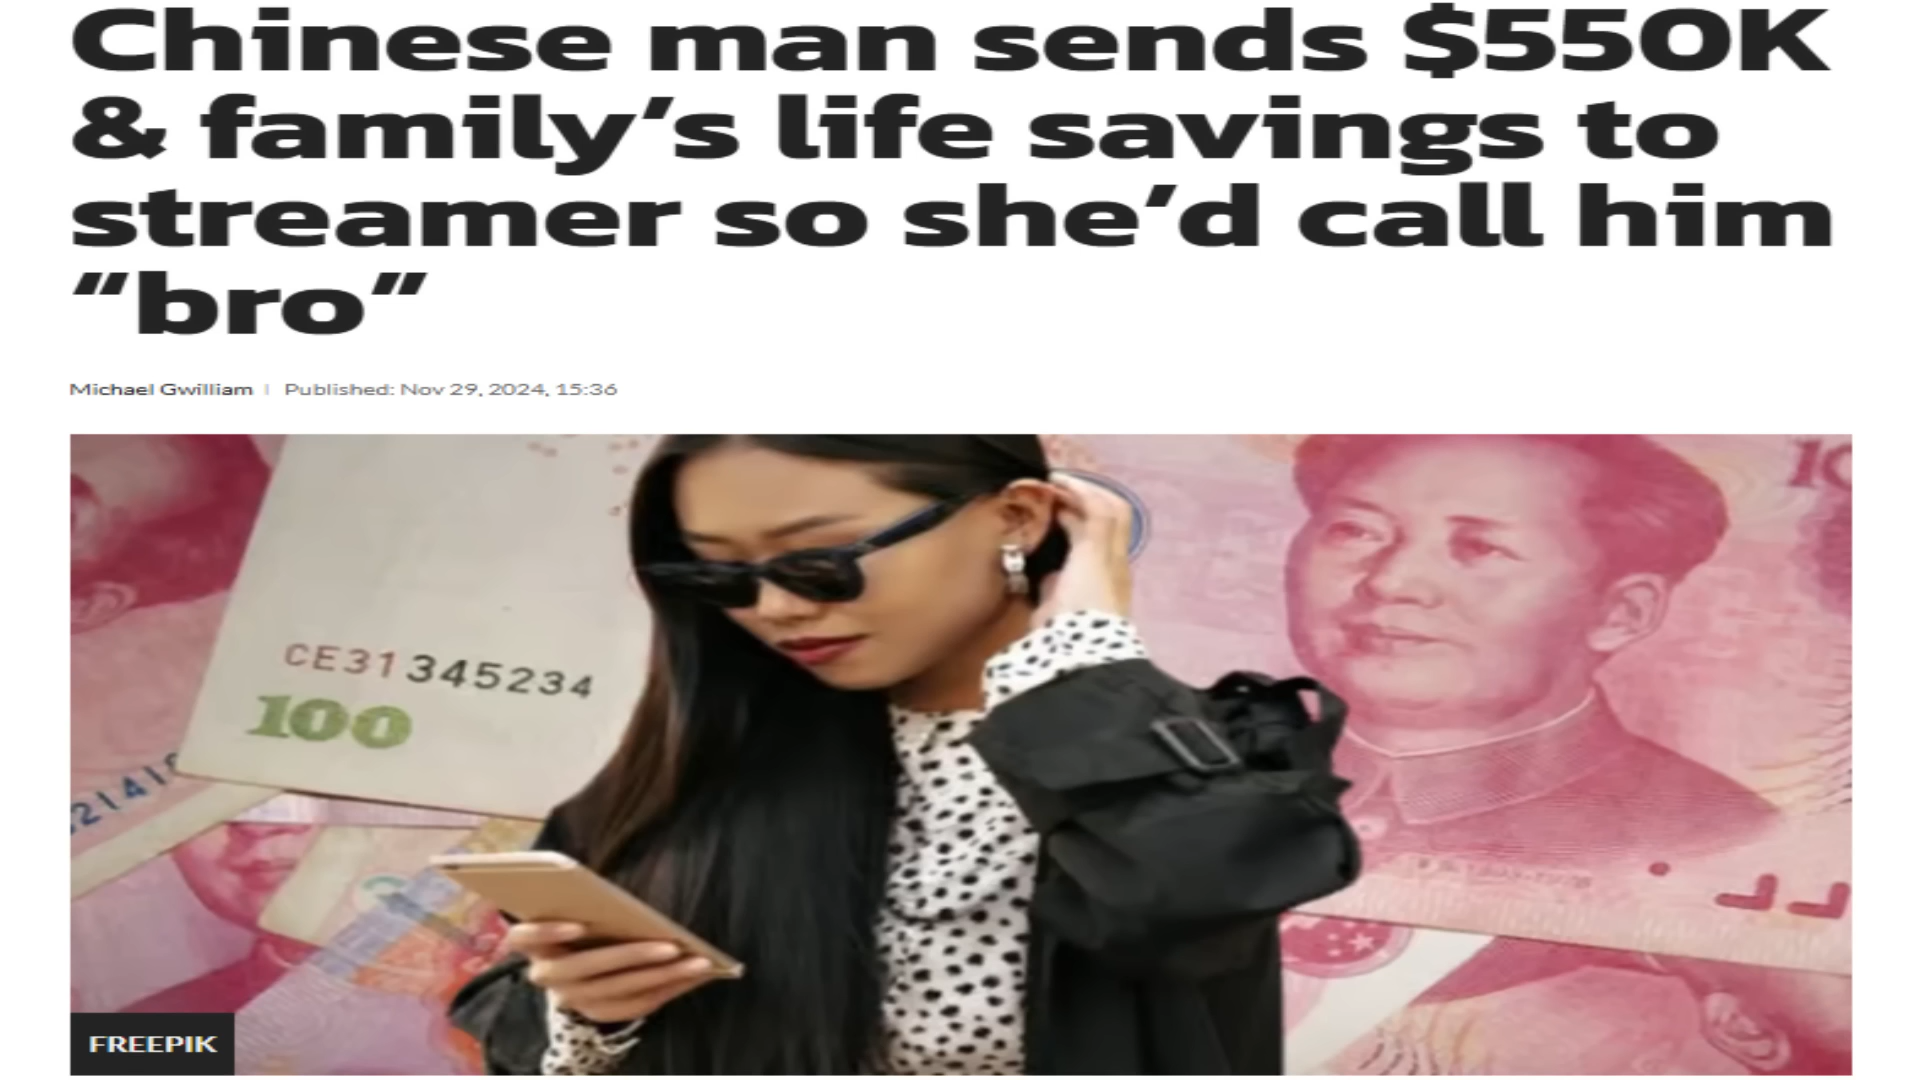 Chinese man sends $550K
& family’s life savings to
streamer so she’d call him
“bro”
Michael Gwilliam | Published: Nov 29, 2024, 15:36
CE31345234
100
10
FREEPIK